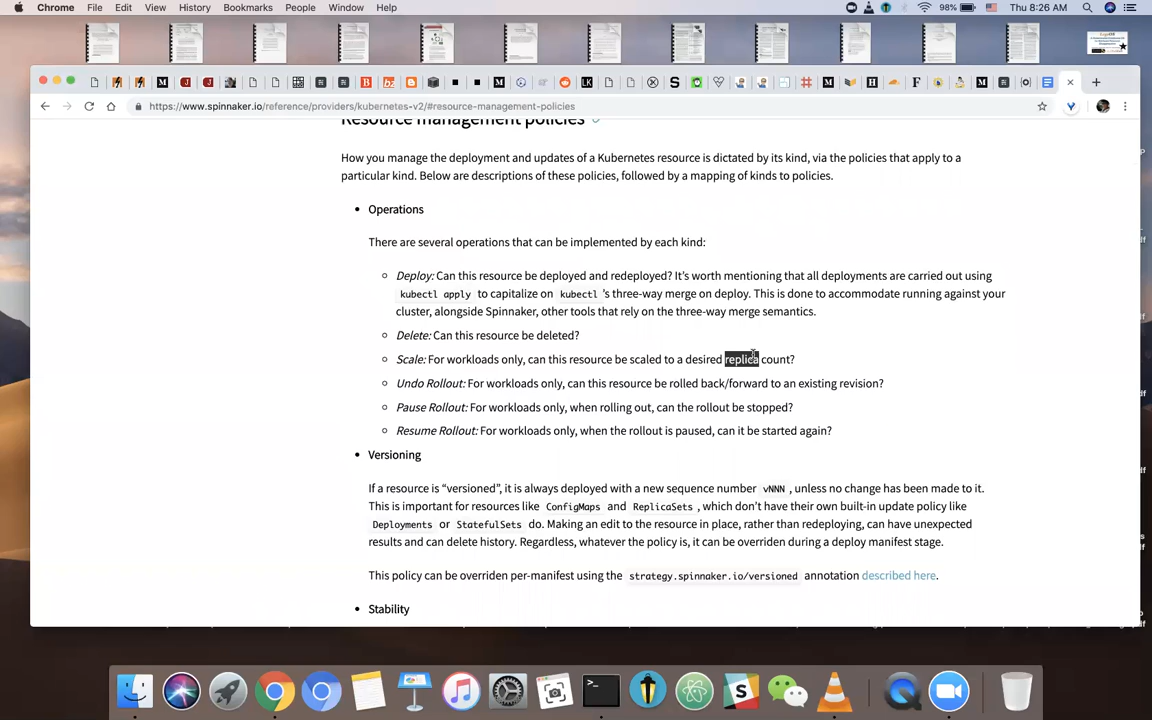 Chrome File Edit View History Bookmarks People Window Help 98% Thu 8:26 AM
https://www.spinnaker.io/reference/providers/kubernetes-v2/#resource-management-policies
Resource management policies
How you manage the deployment and updates of a Kubernetes resource is dictated by its kind, via the policies that apply to a
particular kind. Below are descriptions of these policies, followed by a mapping of kinds to policies.
• Operations
There are several operations that can be implemented by each kind:
Deploy: Can this resource be deployed and redeployed? It’s worth mentioning that all deployments are carried out using
kubectl apply to capitalize on kubectl ’s three-way merge on deploy. This is done to accommodate running against your
cluster, alongside Spinnaker, other tools that rely on the three-way merge semantics.
Delete: Can this resource be deleted?
Scale: For workloads only, can this resource be scaled to a desired replica count?
Undo Rollout: For workloads only, can this resource be rolled back/forward to an existing revision?
Pause Rollout: For workloads only, when rolling out, can the rollout be stopped?
Resume Rollout: For workloads only, when the rollout is paused, can it be started again?
• Versioning
If a resource is “versioned”, it is always deployed with a new sequence number vNNN , unless no change has been made to it.
This is important for resources like ConfigMaps and ReplicaSets , which don’t have their own built-in update policy like
Deployments or StatefulSets do. Making an edit to the resource in place, rather than redeploying, can have unexpected
results and can delete history. Regardless, whatever the policy is, it can be overriden during a deploy manifest stage.
This policy can be overriden per-manifest using the strategy.spinnaker.io/versioned annotation described here.
• Stability